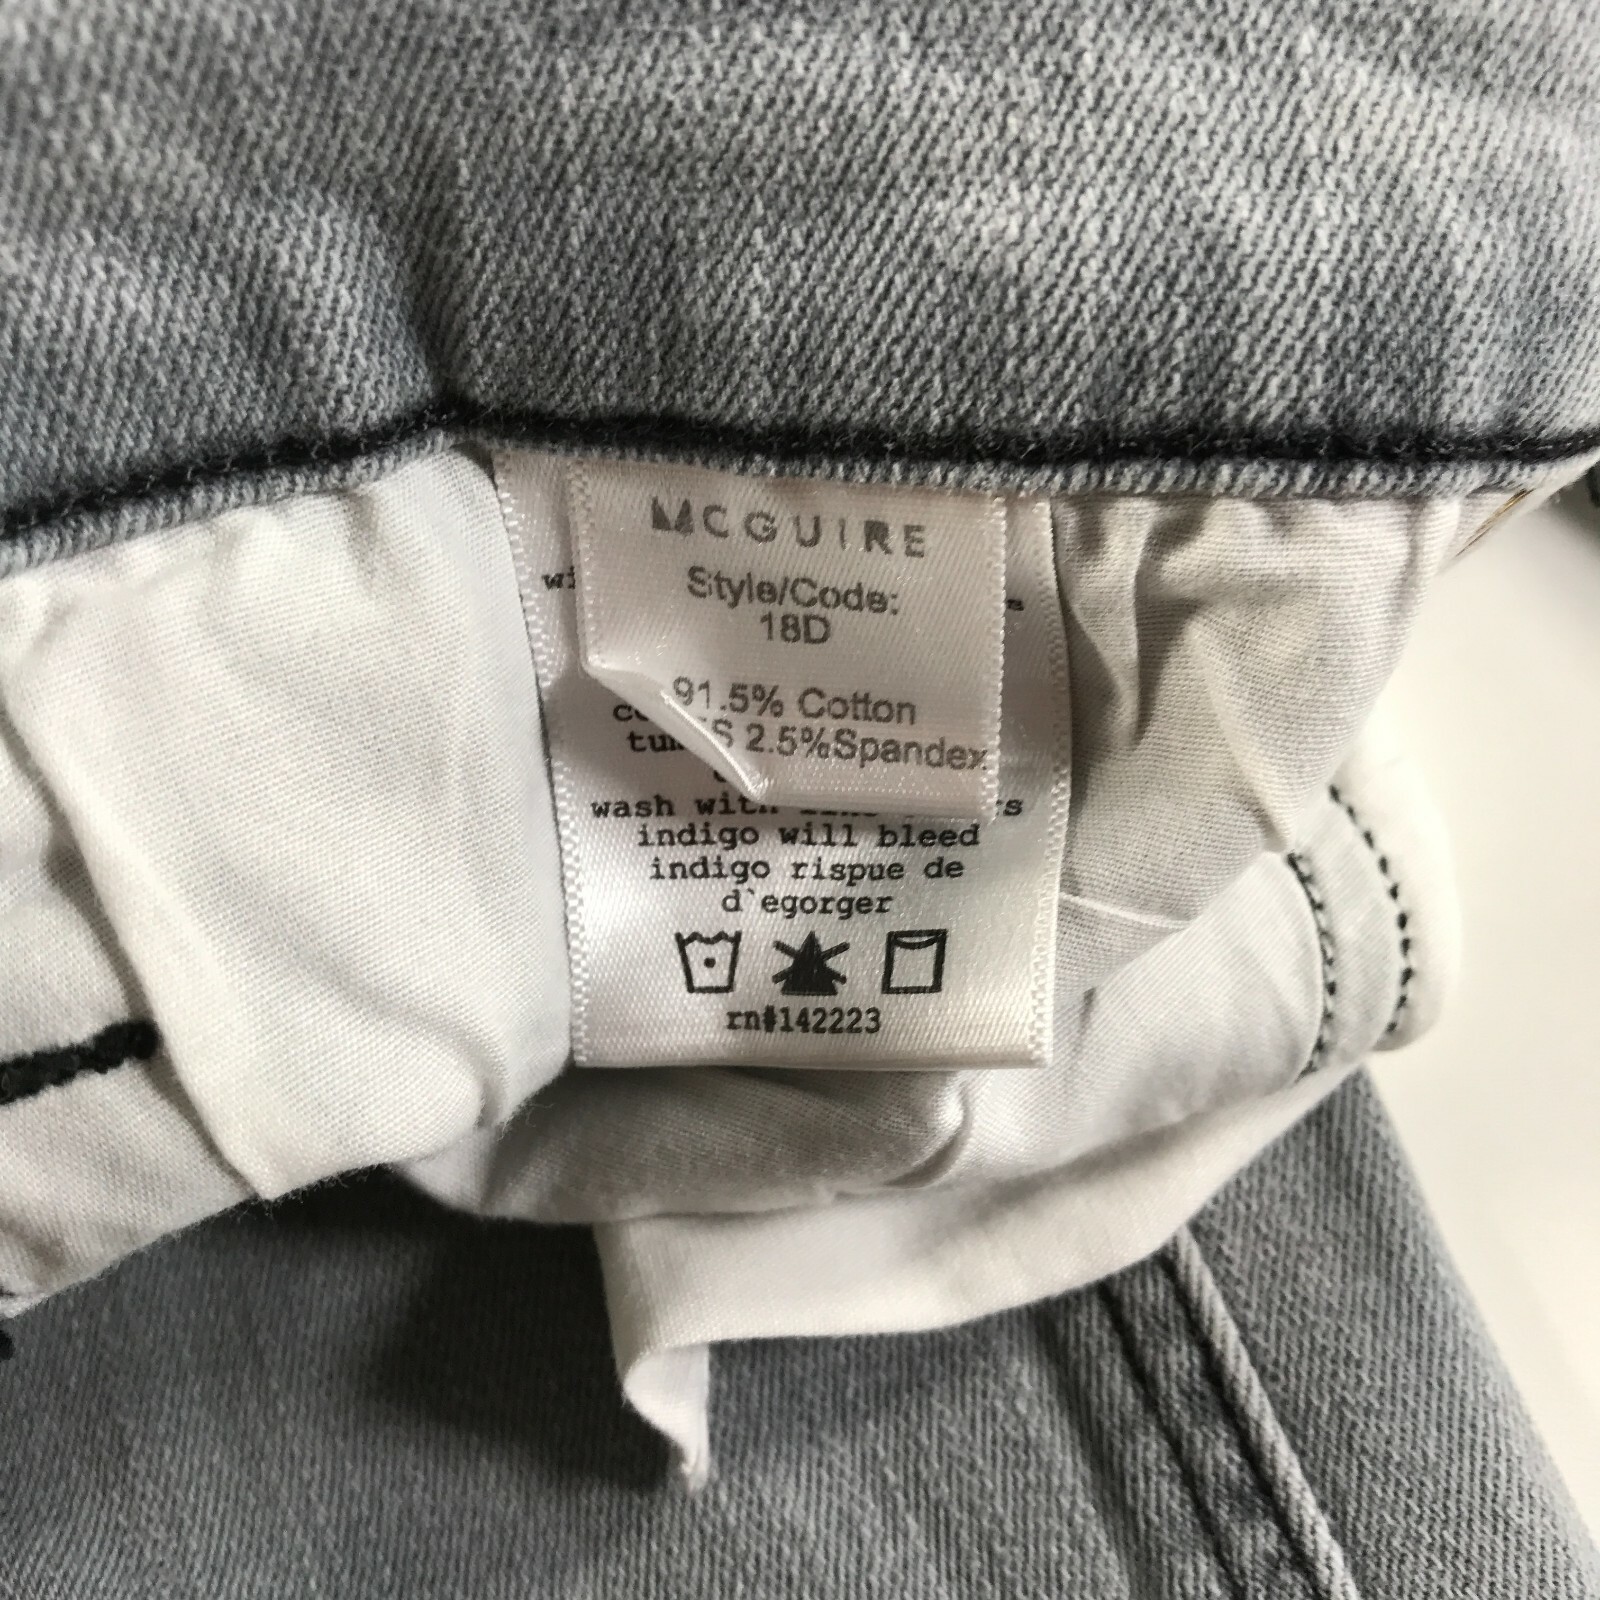 MCGUIRE
Style/Code:
18D
91.5% Cotton
2.5%Spandex
wash
indigo will bleed
indigo rispue de
d`egorger
rn#142223